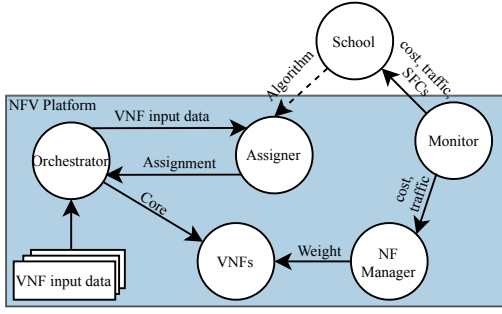 School
cost, traffic,
SFCs
Algorithm
NFV Platform
VNF input data
Orchestrator
Assigner
Monitor
Assignment
Core
cost,
traffic
VNFs
Weight
NF
Manager
VNF input data